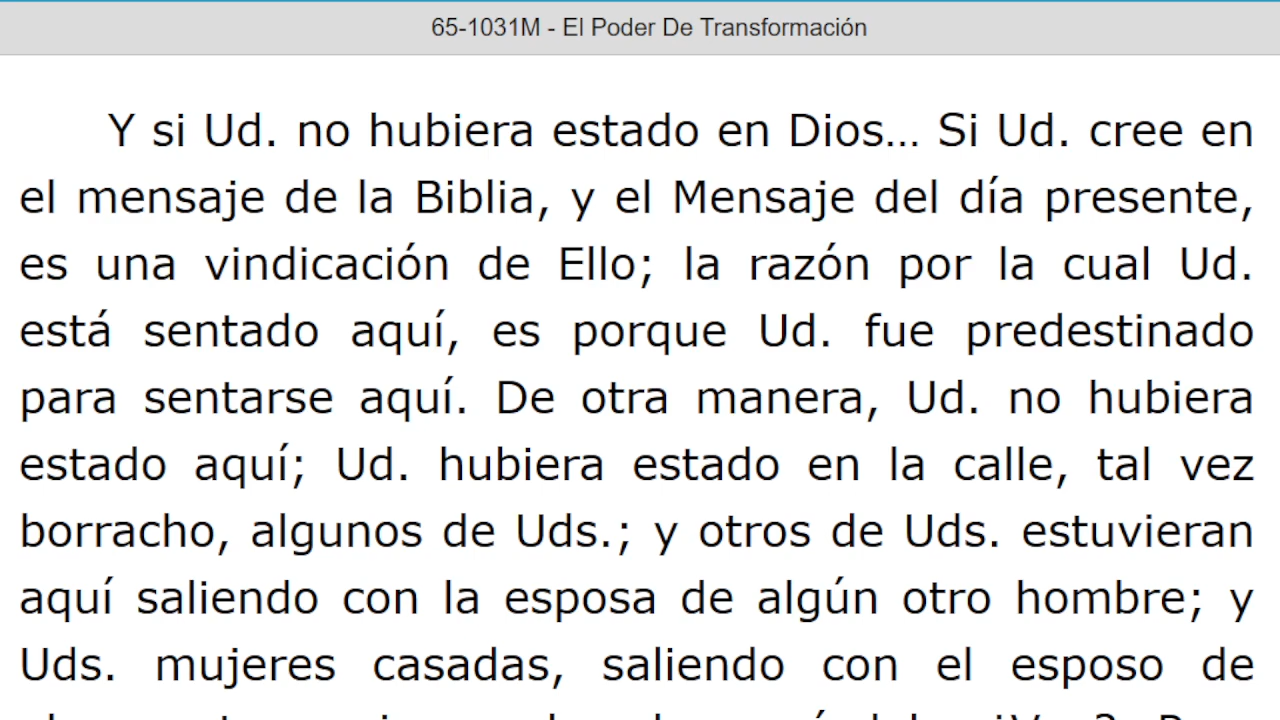 65-1031M - El Poder De Transformación
Y si Ud. no hubiera estado en Dios... Si Ud. cree en
el mensaje de la Biblia, y el Mensaje del día presente,
es una vindicación de Ello; la razón por la cual Ud.
está sentado aquí, es porque Ud. fue predestinado
para sentarse aquí. De otra manera, Ud. no hubiera
estado aquí; Ud. hubiera estado en la calle, tal vez
borracho, algunos de Uds.; y otros de Uds. estuvieran
aquí saliendo con la esposa de algún otro hombre; y
Uds. mujeres casadas, saliendo con el esposo de